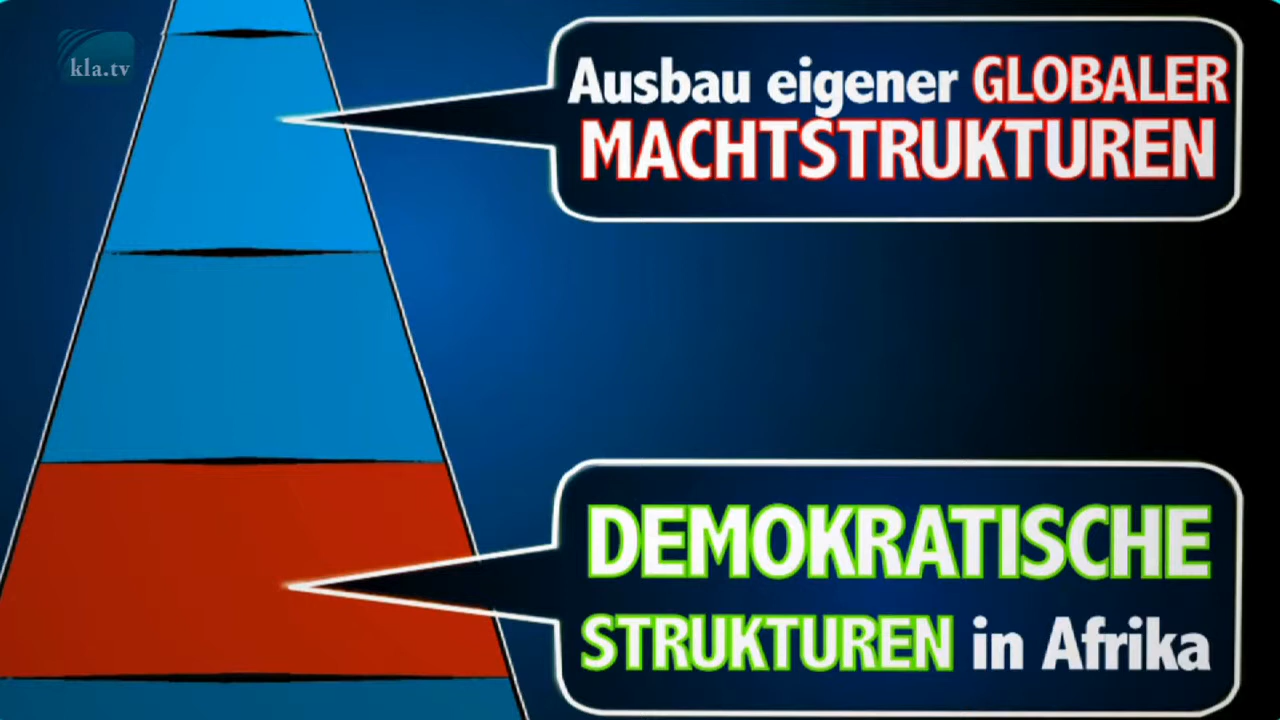 kla.tv
Ausbau eigener GLOBALER
MACHTSTRUKTUREN
DEMOKRATISCHE
STRUKTUREN in Afrika